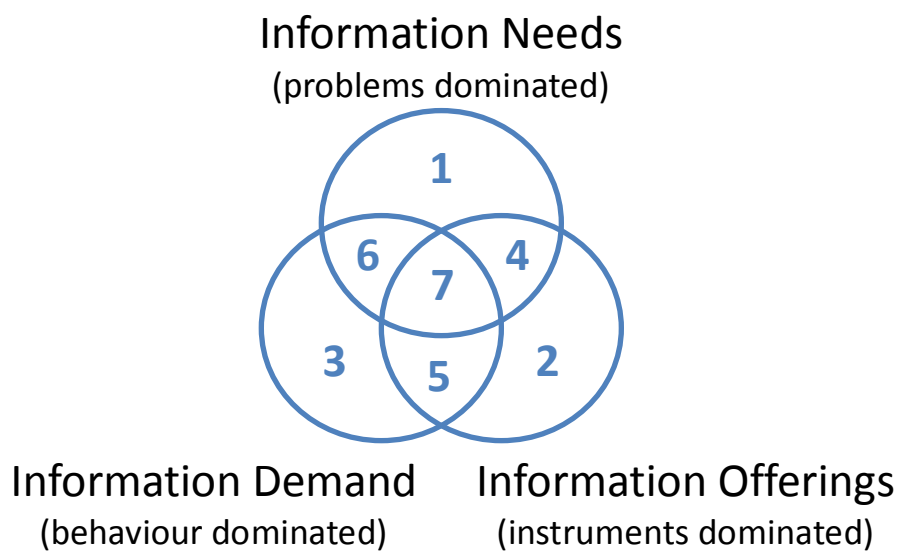 Information Needs
(problems dominated)
1
6
4
7
3
5
2
Information Demand
(behaviour dominated)
Information Offerings
(instruments dominated)